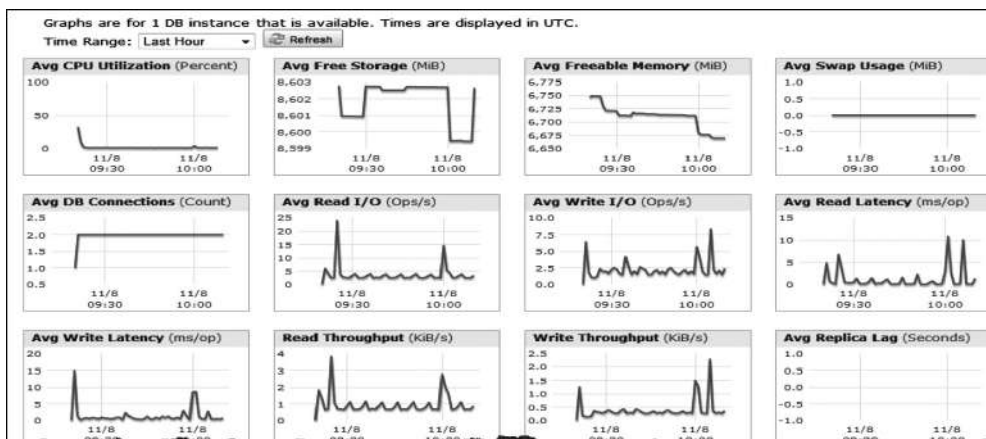 Graphs are for 1 DB instance that is available. Times are displayed in UTC.
Time Range: Last Hour Refresh
Avg CPU Utilization (Percent) Avg Free Storage (MiB) Avg Freeable Memory (MiB) Avg Swap Usage (MiB)
100 8,603 6,775 1.0
8,602 6,750 0.5
50 8,601 6,725 0.0
8,600 6,700 -0.5
0 8,599 6,675 -1.0
6,650
11/8 11/8 11/8 11/8 11/8 11/8 11/8 11/8
09:30 10:00 09:30 10:00 09:30 10:00 09:30 10:00
Avg DB Connections (Count) Avg Read I/O (Ops/s) Avg Write I/O (Ops/s) Avg Read Latency (ms/op)
2.5 25 10.0 15
2.0 20 7.5 10
1.5 15 5.0 5
1.0 10 2.5 0
0.5 5 0.0
0
11/8 11/8 11/8 11/8 11/8 11/8 11/8 11/8
09:30 10:00 09:30 10:00 09:30 10:00 09:30 10:00
Avg Write Latency (ms/op) Read Throughput (KiB/s) Write Throughput (KiB/s) Avg Replica Lag (Seconds)
20 4 2.5 1.0
15 3 2.0 0.5
10 2 1.5 0.0
5 1 1.0 -0.5
0 0 0.5 -1.0
0.0
11/8 11/8 11/8 11/8 11/8 11/8 11/8 11/8